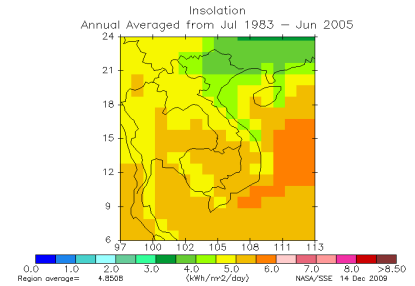 Insolation
Annual Averaged from Jul 1983 – Jun 2005
24
21
18
15
12
9
6
97 100 102 105 108 111 113
0.0 1.0 2.0 3.0 4.0 5.0 6.0 7.0 8.0 >8.50
Region average= 4.8508 (kWh/m^2/day) NASA/SSE 14 Dec 2009